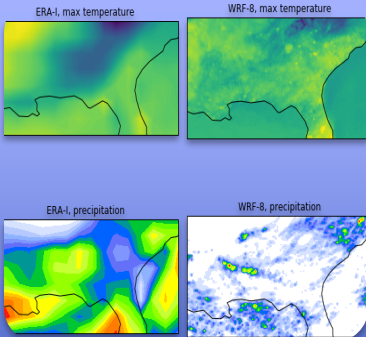 ERA-I, max temperature
WRF-8, max temperature
ERA-I, precipitation
WRF-8, precipitation